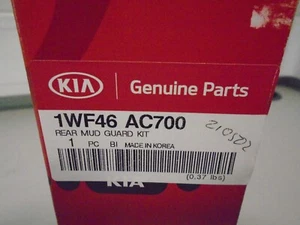 KIA Genuine Parts
1WF46 AC700
REAR MUD GUARD KIT
1 PC BI MADE IN KOREA
KIA
(0.37 lbs)